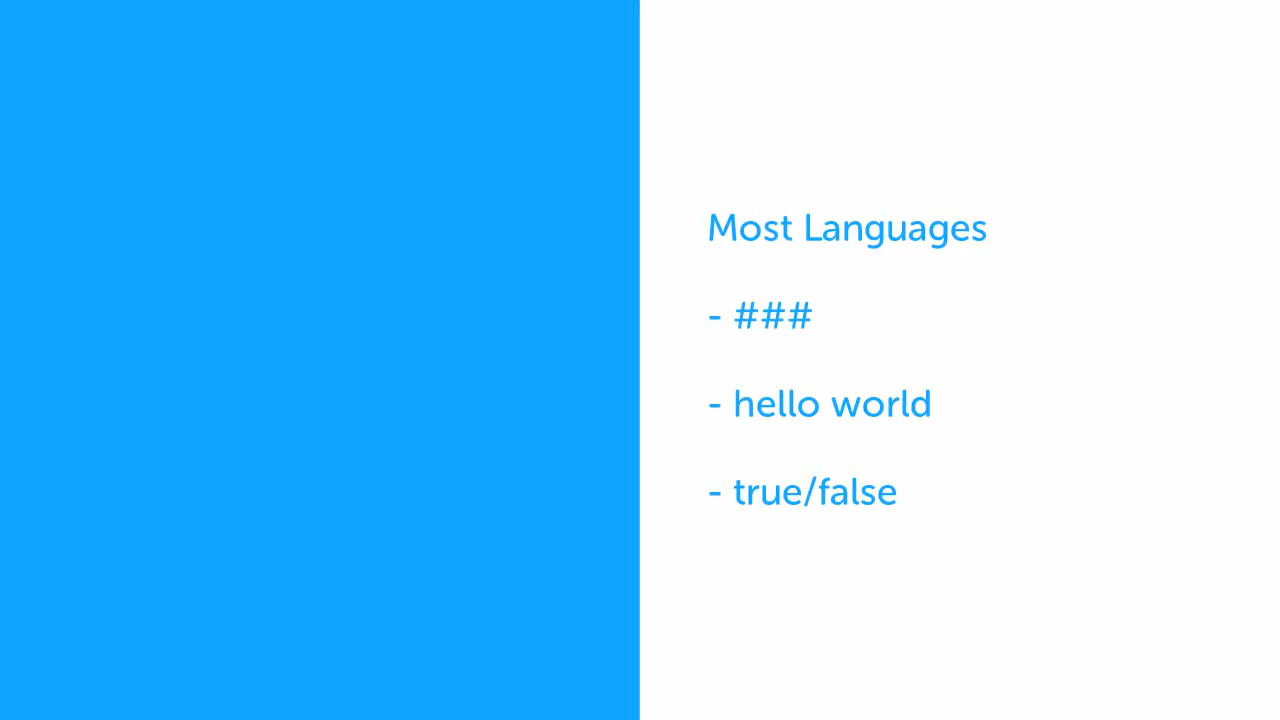 Most Languages
- ###
- hello world
- true/false